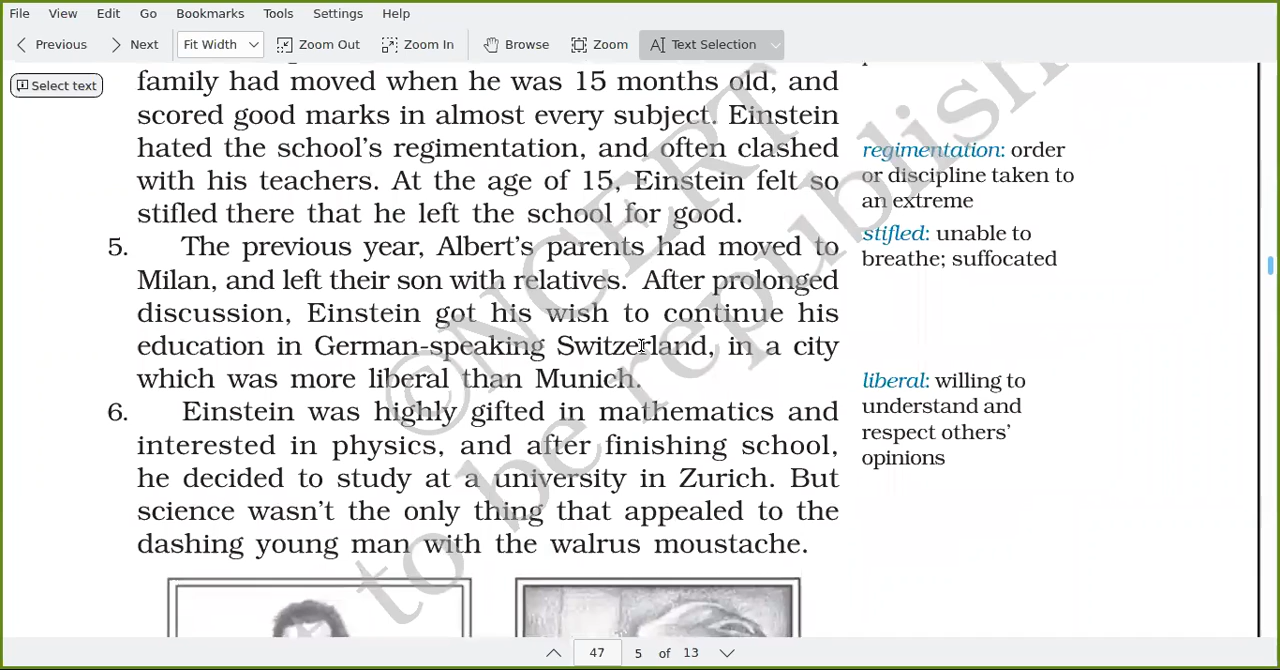 File View Edit Go Bookmarks Tools Settings Help
Previous Next Fit Width Zoom Out Zoom In Browse Zoom Text Selection
Select text
family had moved when he was 15 months old, and
scored good marks in almost every subject. Einstein
hated the school's regimentation, and often clashed
with his teachers. At the age of 15, Einstein felt so
stifled there that he left the school for good.
5. The previous year, Albert's parents had moved to
Milan, and left their son with relatives. After prolonged
discussion, Einstein got his wish to continue his
education in German-speaking Switzerland, in a city
which was more liberal than Munich.
6. Einstein was highly gifted in mathematics and
interested in physics, and after finishing school,
he decided to study at a university in Zurich. But
science wasn't the only thing that appealed to the
dashing young man with the walrus moustache.
regimentation: order
or discipline taken to
an extreme
stifled: unable to
breathe; suffocated
liberal: willing to
understand and
respect others'
opinions
©NCERT
to be republish
47 5 of 13